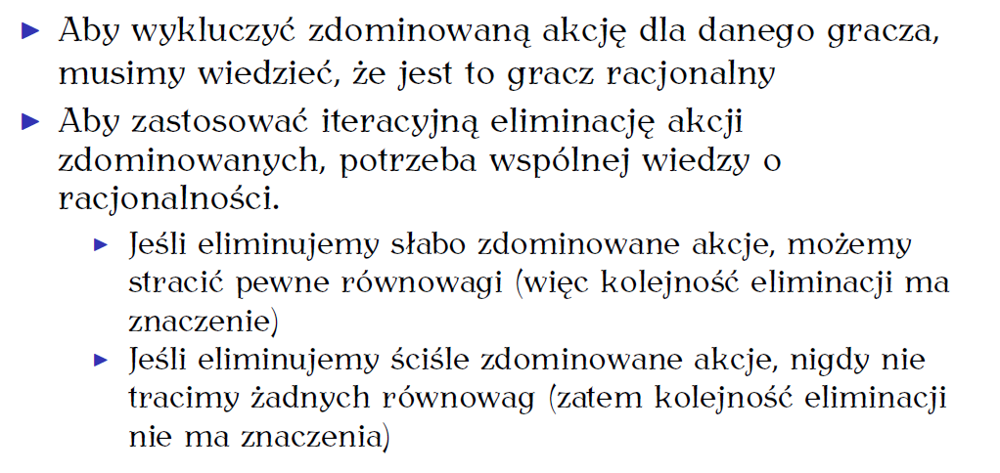 ▶ Aby wykluczyć zdominowaną akcję dla danego gracza,
musimy wiedzieć, że jest to gracz racjonalny
▶ Aby zastosować iteracyjną eliminację akcji
zdominowanych, potrzeba wspólnej wiedzy o
racjonalności.
▶ Jeśli eliminujemy słabo zdominowane akcje, możemy
stracić pewne równowagi (więc kolejność eliminacji ma
znaczenie)
▶ Jeśli eliminujemy ściśle zdominowane akcje, nigdy nie
tracimy żadnych równowag (zatem kolejność eliminacji
nie ma znaczenia)